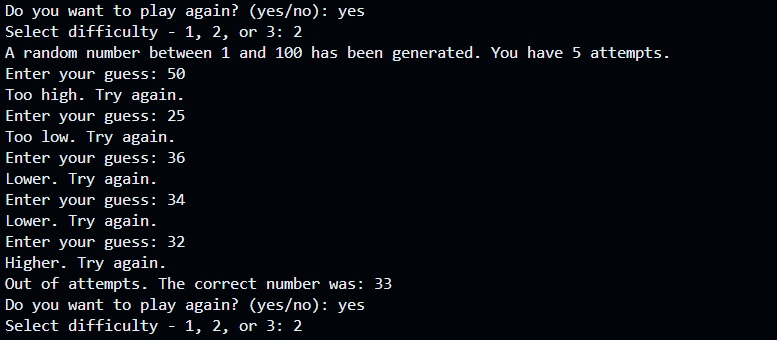 Do you want to play again? (yes/no): yes
Select difficulty - 1, 2, or 3: 2
A random number between 1 and 100 has been generated. You have 5 attempts.
Enter your guess: 50
Too high. Try again.
Enter your guess: 25
Too low. Try again.
Enter your guess: 36
Lower. Try again.
Enter your guess: 34
Lower. Try again.
Enter your guess: 32
Higher. Try again.
Out of attempts. The correct number was: 33
Do you want to play again? (yes/no): yes
Select difficulty - 1, 2, or 3: 2